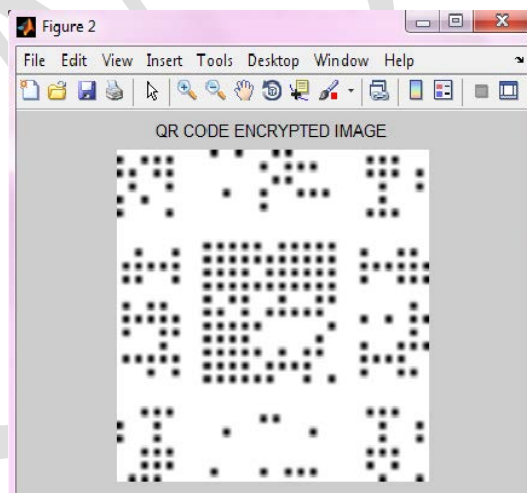 Figure 2
File Edit View Insert Tools Desktop Window Help
QR CODE ENCRYPTED IMAGE